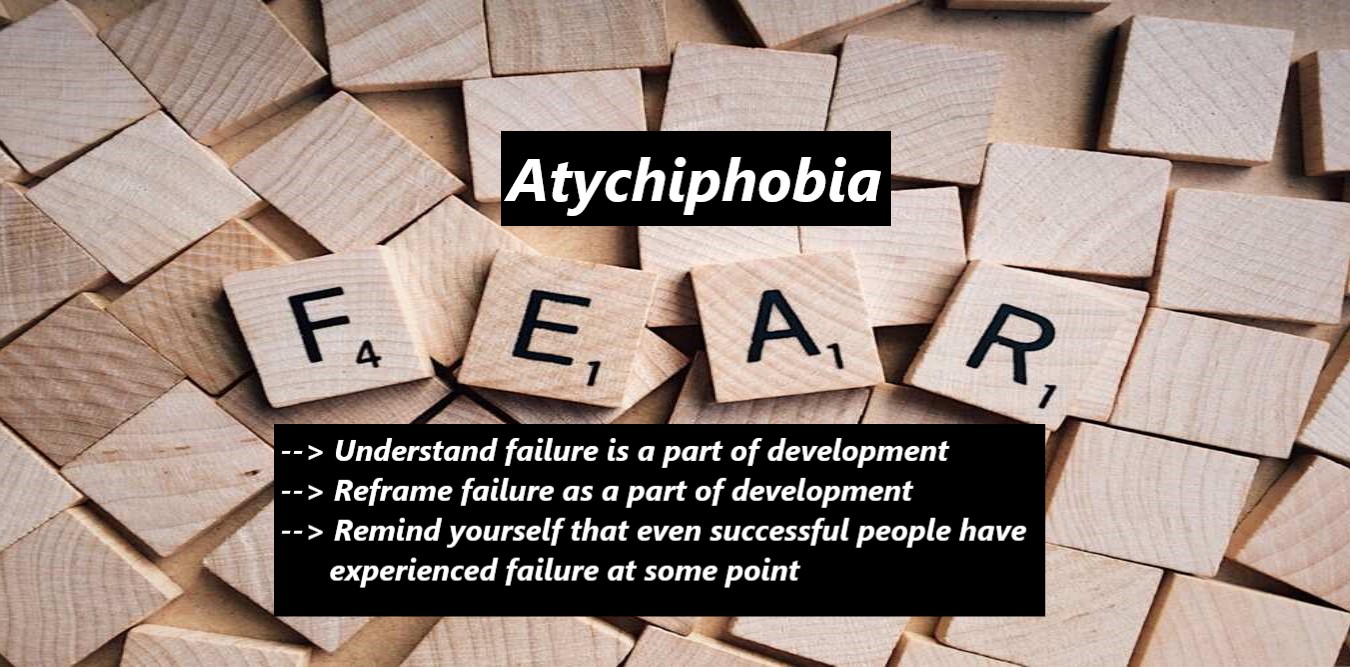 Atychiphobia
F4 E1 A1 R1
--> Understand failure is a part of development
--> Reframe failure as a part of development
--> Remind yourself that even successful people have
experienced failure at some point